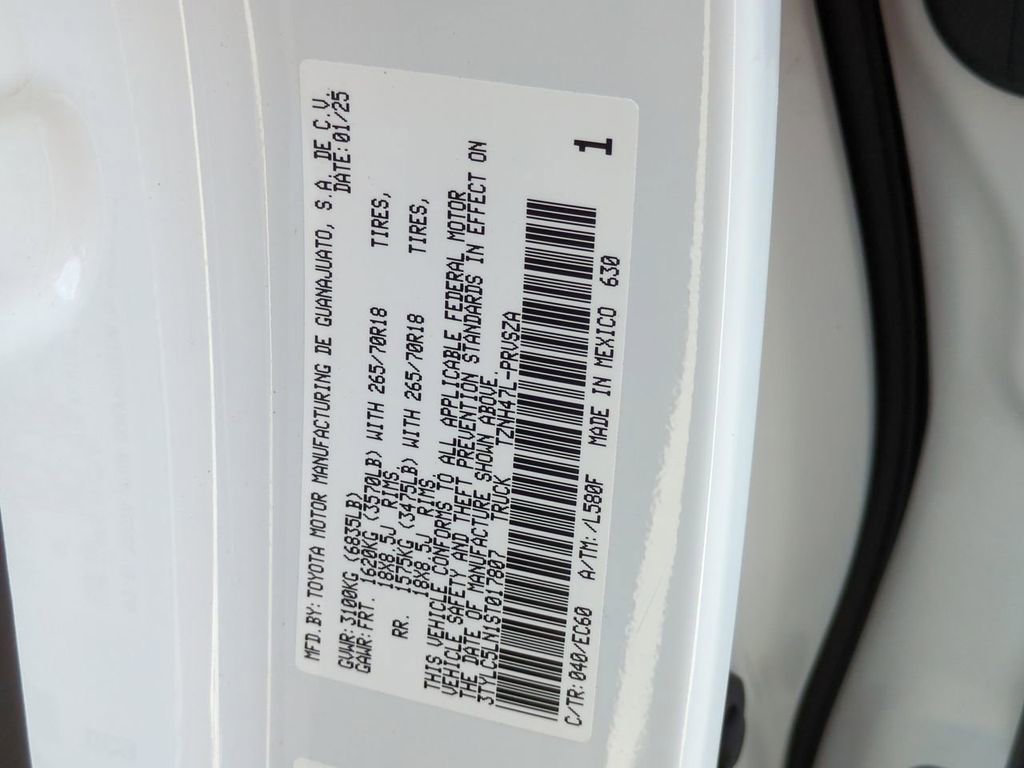 MFD.BY:TOYOTA MOTOR MANUFACTURING DE GUANAJUATO, S.A. DE C.V.
DATE:01/25
GVWR:3100KG (6835LB)
GAWR:FRT. 1620KG (3570LB) WITH 265/70R18 TIRES,
18X8.5J RIMS,
RR. 1575KG (3475LB) WITH 265/70R18 TIRES,
18X8.5J RIMS.
THIS VEHICLE CONFORMS TO ALL APPLICABLE FEDERAL MOTOR
VEHICLE SAFETY AND THEFT PREVENTION STANDARDS IN EFFECT ON
THE DATE OF MANUFACTURE SHOWN ABOVE.
3TYLC5LN1ST017807 TRUCK TZNH47L-PRVSZA
1
C/TR:040/EC60 A/TM:/L580F MADE IN MEXICO 630